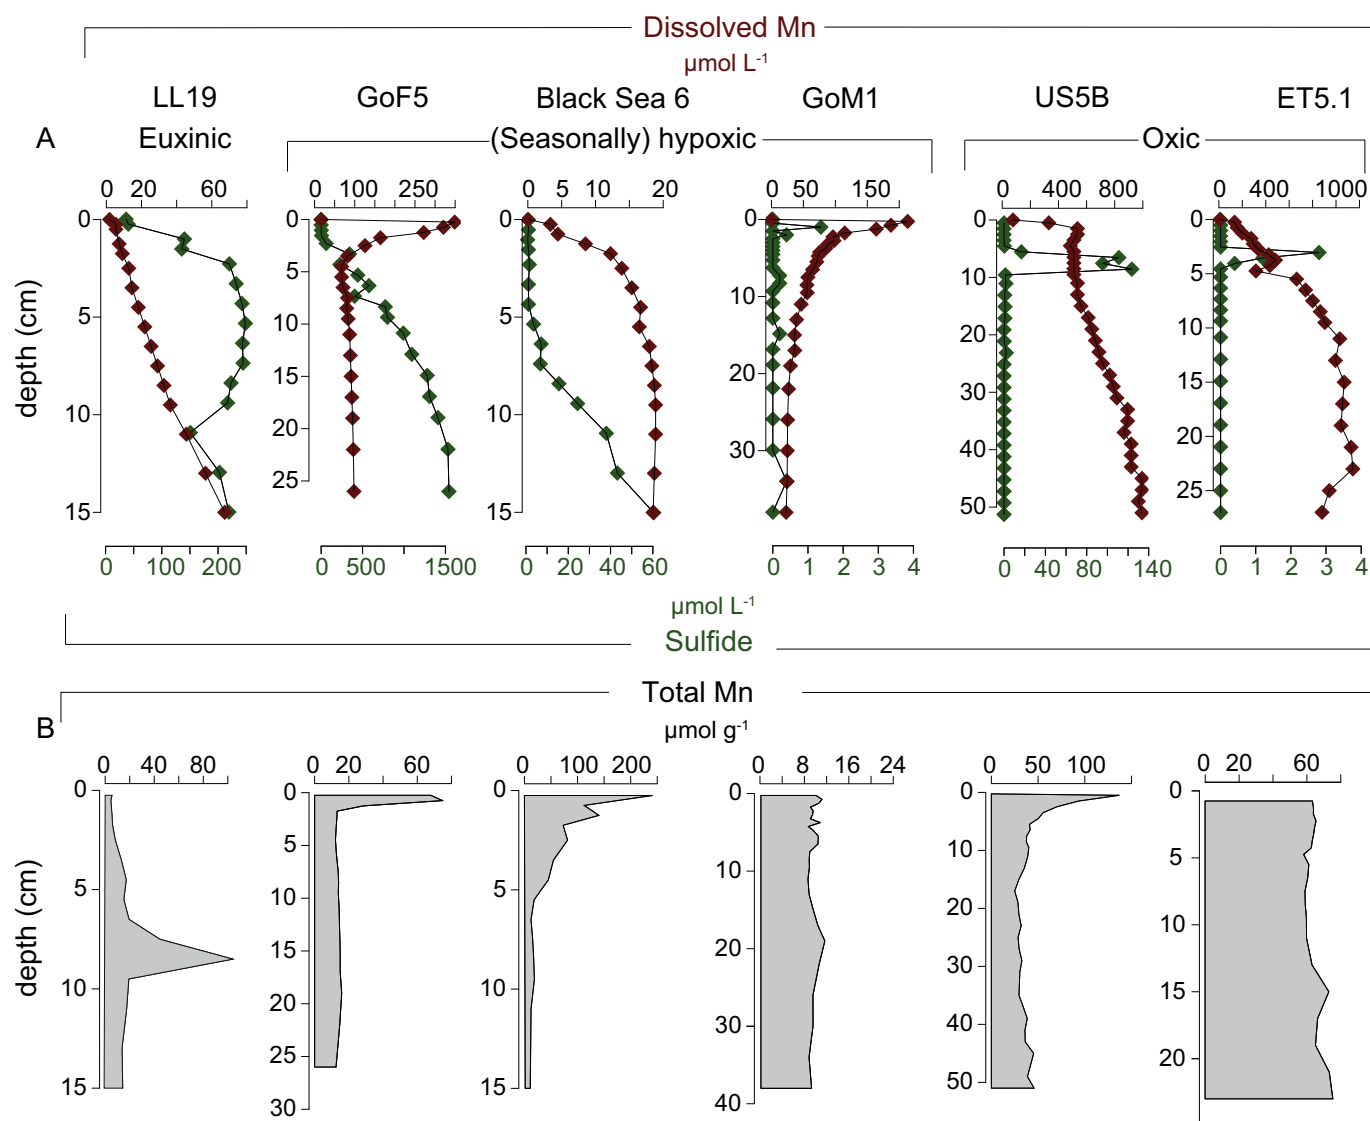 Dissolved Mn
µmol L-1
LL19 GoF5 Black Sea 6 GoM1 US5B ET5.1
A Euxinic (Seasonally) hypoxic Oxic
0 20 60 0 100 250 0 5 10 20 0 50 150 0 400 800 0 400 1000
depth (cm)
0 5 10 15
0 5 10 15 20 25
0 5 10 15
0 10 20 30
0 10 20 30 40 50
0 5 10 15 20 25
0 100 200 0 500 1500 0 20 40 60 0 1 2 3 4 0 40 80 140 0 1 2 3 4
µmol L-1
Sulfide
Total Mn
B µmol g-1
0 40 80 0 20 60 0 100 200 0 8 16 24 0 50 100 0 20 60
depth (cm)
0 5 10 15
0 5 10 15 20 25 30
0 5 10 15
0 10 20 30 40
0 10 20 30 40 50
0 5 10 15 20